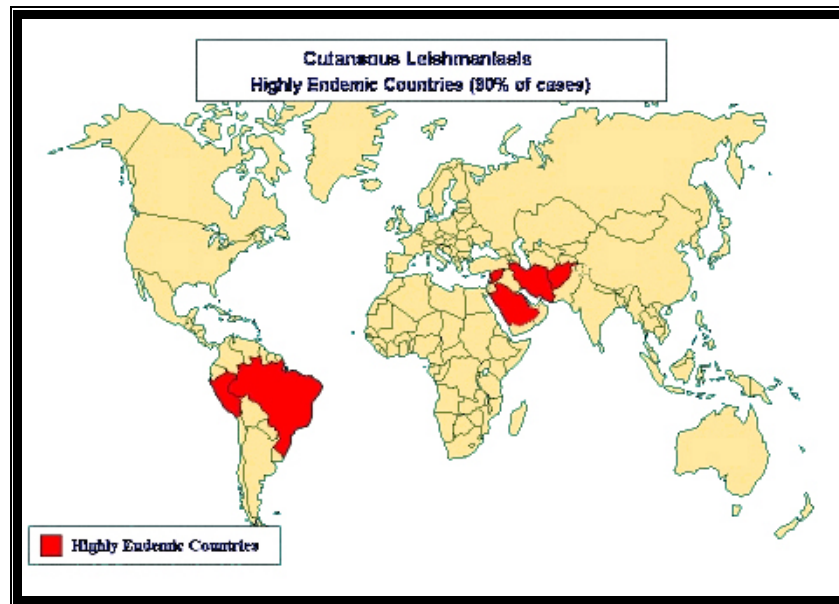 Cutaneous Leishmaniasis
Highly Endemic Countries (90% of cases)
Highly Endemic Countries